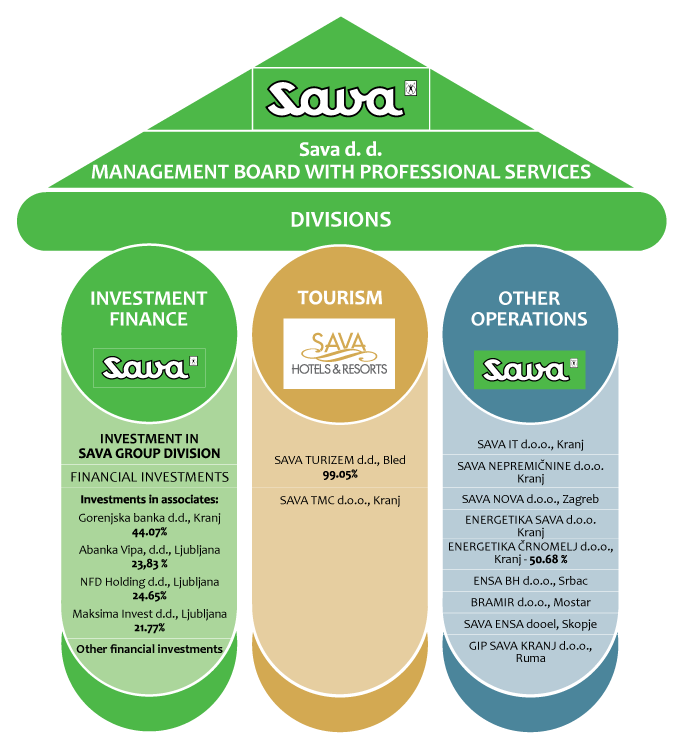 Sava
Sava d. d.
MANAGEMENT BOARD WITH PROFESSIONAL SERVICES
DIVISIONS
INVESTMENT
FINANCE
Sava
INVESTMENT IN
SAVA GROUP DIVISION
FINANCIAL INVESTMENTS
Investments in associates:
Gorenjska banka d.d., Kranj
44.07%
Abanka Vipa, d.d., Ljubljana
23,83 %
NFD Holding d.d., Ljubljana
24.65%
Maksima Invest d.d., Ljubljana
21.77%
Other financial investments
TOURISM
SAVA
HOTELS & RESORTS
SAVA TURIZEM d.d., Bled
99.05%
SAVA TMC d.o.o., Kranj
OTHER
OPERATIONS
Sava
SAVA IT d.o.o., Kranj
SAVA NEPREMIČNINE d.o.o.
Kranj
SAVA NOVA d.o.o., Zagreb
ENERGETIKA SAVA d.o.o.
Kranj
ENERGETIKA ČRNOMELJ d.o.o.,
Kranj - 50.68 %
ENSA BH d.o.o., Srbac
BRAMIR d.o.o., Mostar
SAVA ENSA dooel, Skopje
GIP SAVA KRANJ d.o.o.,
Ruma